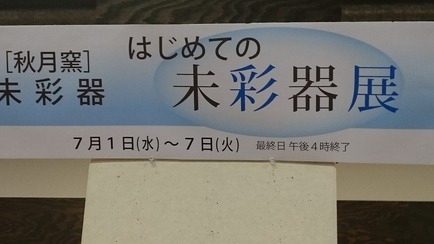 [秋月窯]
未彩器
はじめての
未彩器展
7月1日(水)～7日(火) 最終日 午後4時終了